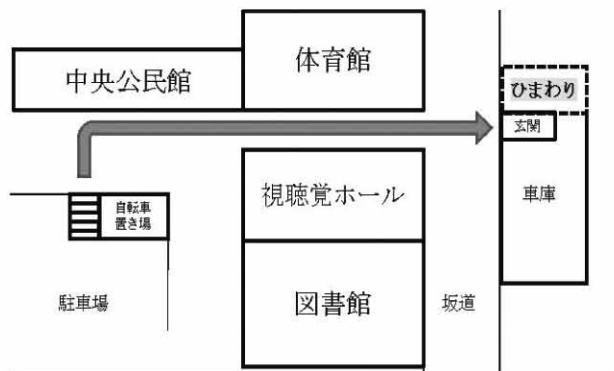 体育館
中央公民館
ひまわり
玄関
車庫
視聴覚ホール
自転車
置き場
図書館
駐車場
坂道